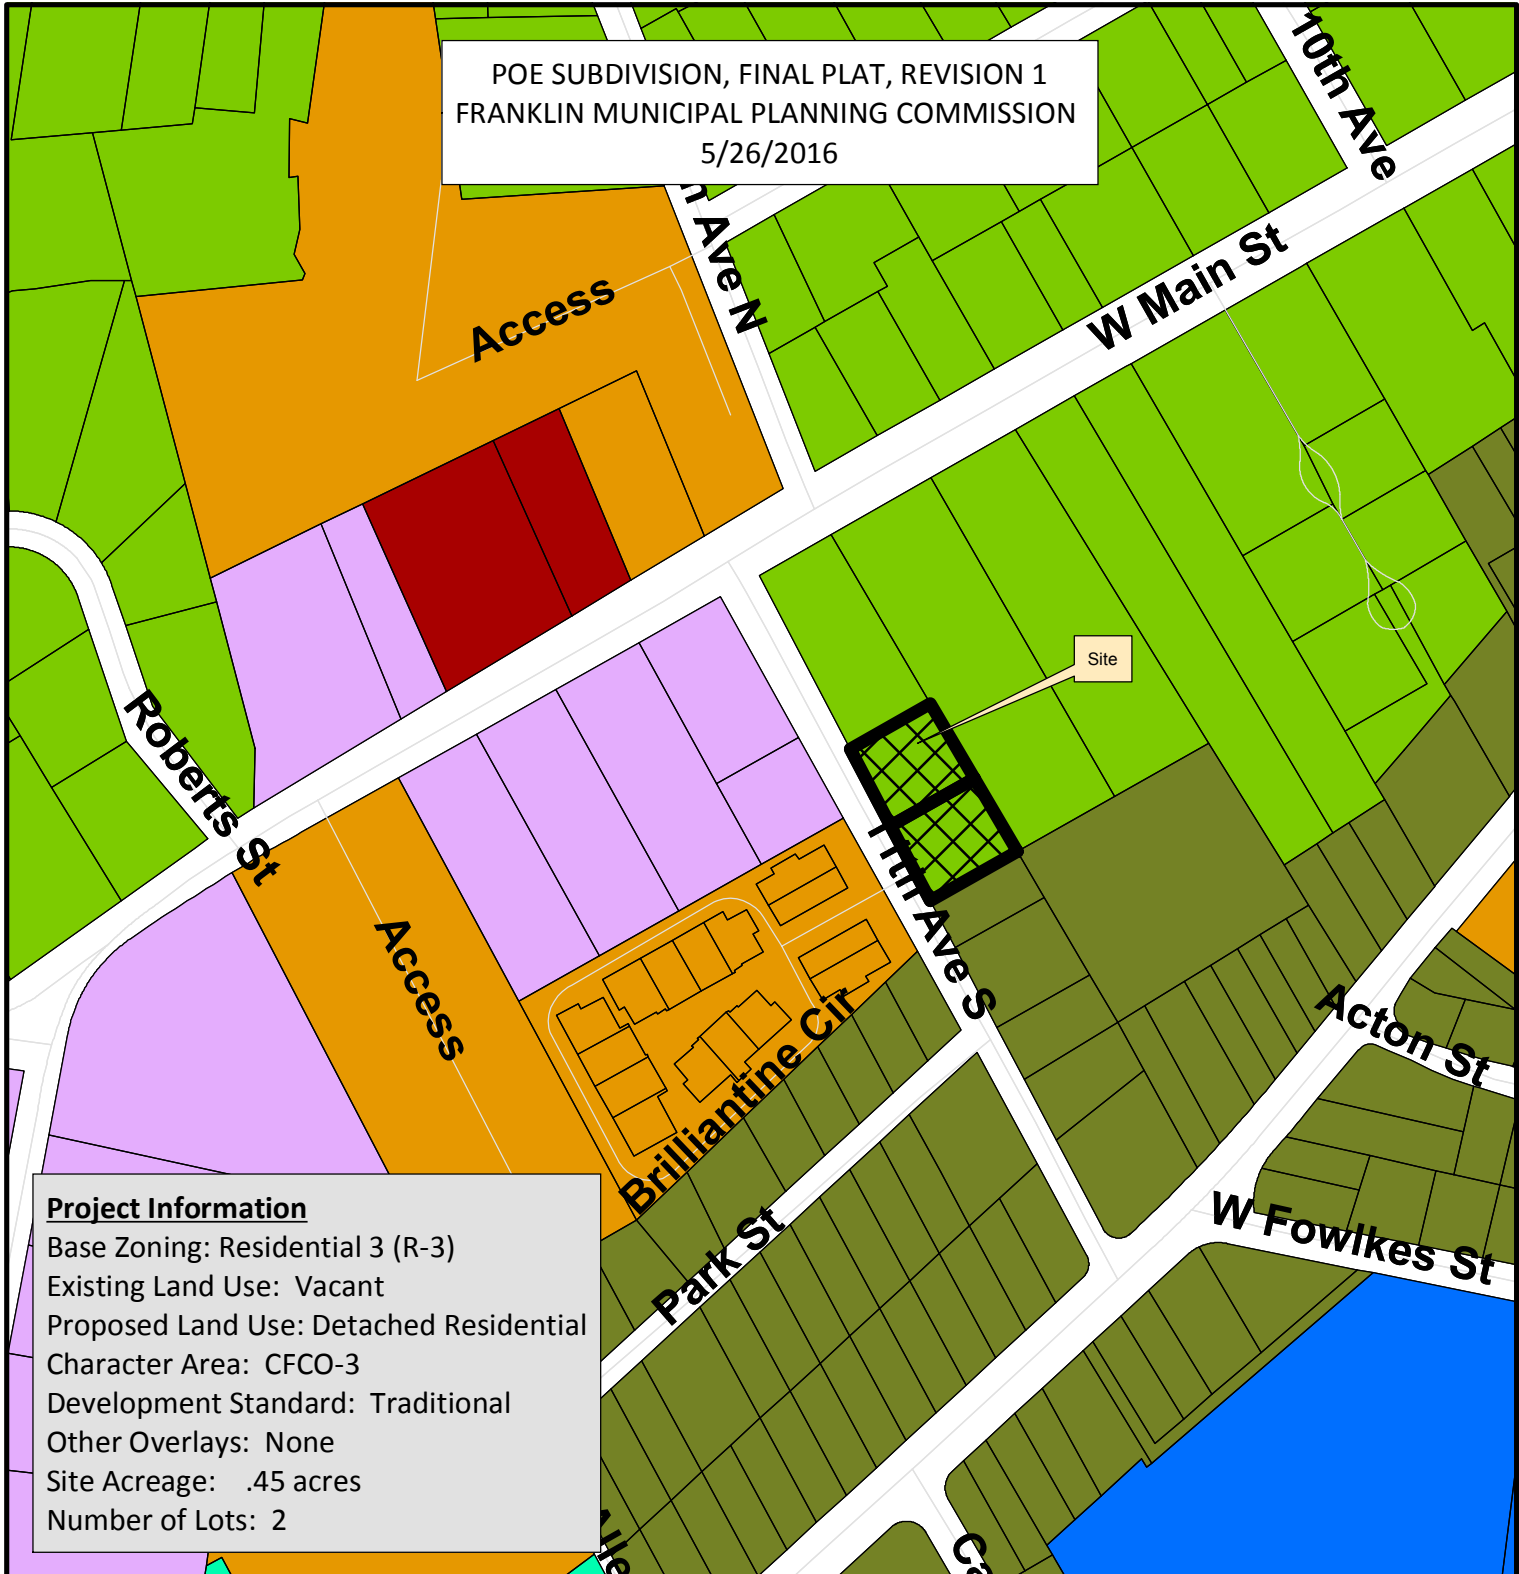 POE SUBDIVISION, FINAL PLAT, REVISION 1
FRANKLIN MUNICIPAL PLANNING COMMISSION
5/26/2016
10th Ave
Ave N
W Main St
Access
Site
Roberts St
11th Ave S
Access
Brilliantine Cir
Acton St
Park St
W Fowlkes St
Project Information
Base Zoning: Residential 3 (R-3)
Existing Land Use: Vacant
Proposed Land Use: Detached Residential
Character Area: CFCO-3
Development Standard: Traditional
Other Overlays: None
Site Acreage: .45 acres
Number of Lots: 2